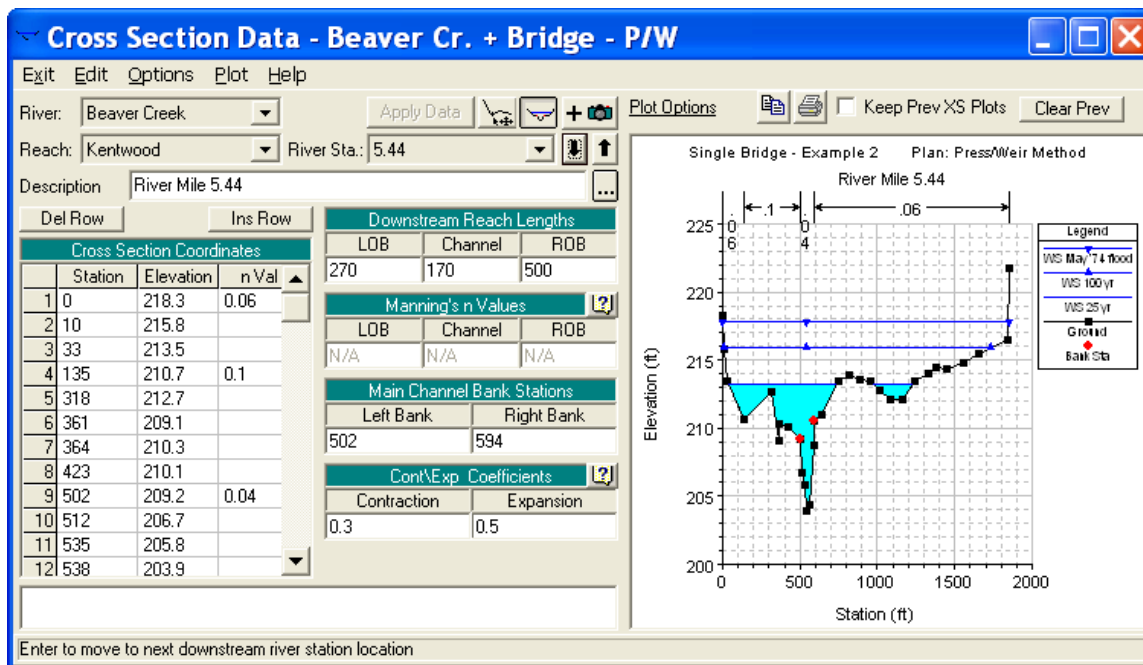 Cross Section Data - Beaver Cr. + Bridge - P/W
Exit Edit Options Plot Help
River: Beaver Creek Apply Data
Plot Options Keep Prev XS Plots Clear Prev
Reach: Kentwood River Sta.: 5.44
Description River Mile 5.44 ...
Del Row Ins Row
Cross Section Coordinates
Station Elevation n Val
1 0 218.3 0.06
2 10 215.8
3 33 213.5
4 135 210.7 0.1
5 318 212.7
6 361 209.1
7 364 210.3
8 423 210.1
9 502 209.2 0.04
10 512 206.7
11 535 205.8
12 538 203.9
Downstream Reach Lengths
LOB Channel ROB
270 170 500
Manning's n Values
LOB Channel ROB
N/A N/A N/A
Main Channel Bank Stations
Left Bank Right Bank
502 594
Cont\Exp Coefficients
Contraction Expansion
0.3 0.5
Single Bridge - Example 2 Plan: Press/Weir Method
River Mile 5.44
.06 .1 .04 .06
225
220
215
210
205
200
Elevation (ft)
0 500 1000 1500 2000
Station (ft)
Legend
WS May '74 flood
WS 100 yr
WS 25 yr
Ground
Bank Sta
Enter to move to next downstream river station location